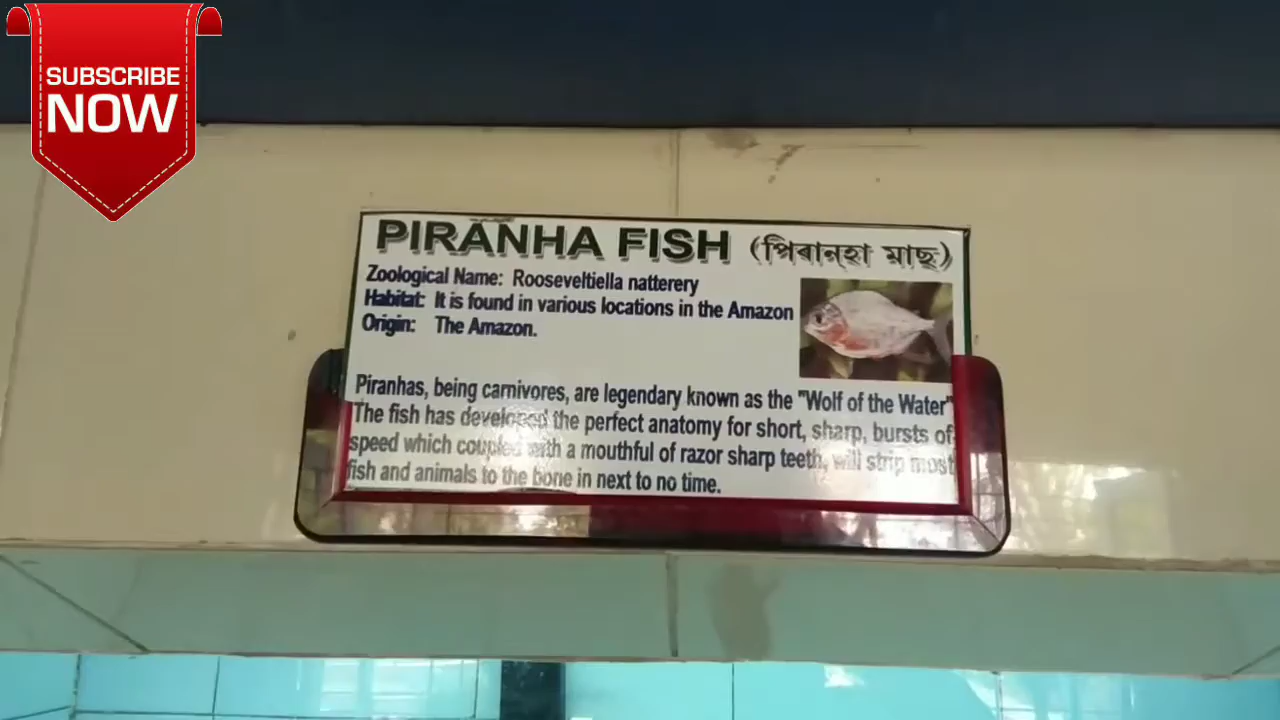 SUBSCRIBE
NOW
PIRANHA FISH (পিৰান্হা মাছ)
Zoological Name: Rooseveltiella natterery
Habitat: It is found in various locations in the Amazon
Origin: The Amazon.
Piranhas, being carnivores, are legendary known as the "Wolf of the Water"
The fish has developed the perfect anatomy for short, sharp, bursts of
speed which coupled with a mouthful of razor sharp teeth, will strip most
fish and animals to the bone in next to no time.